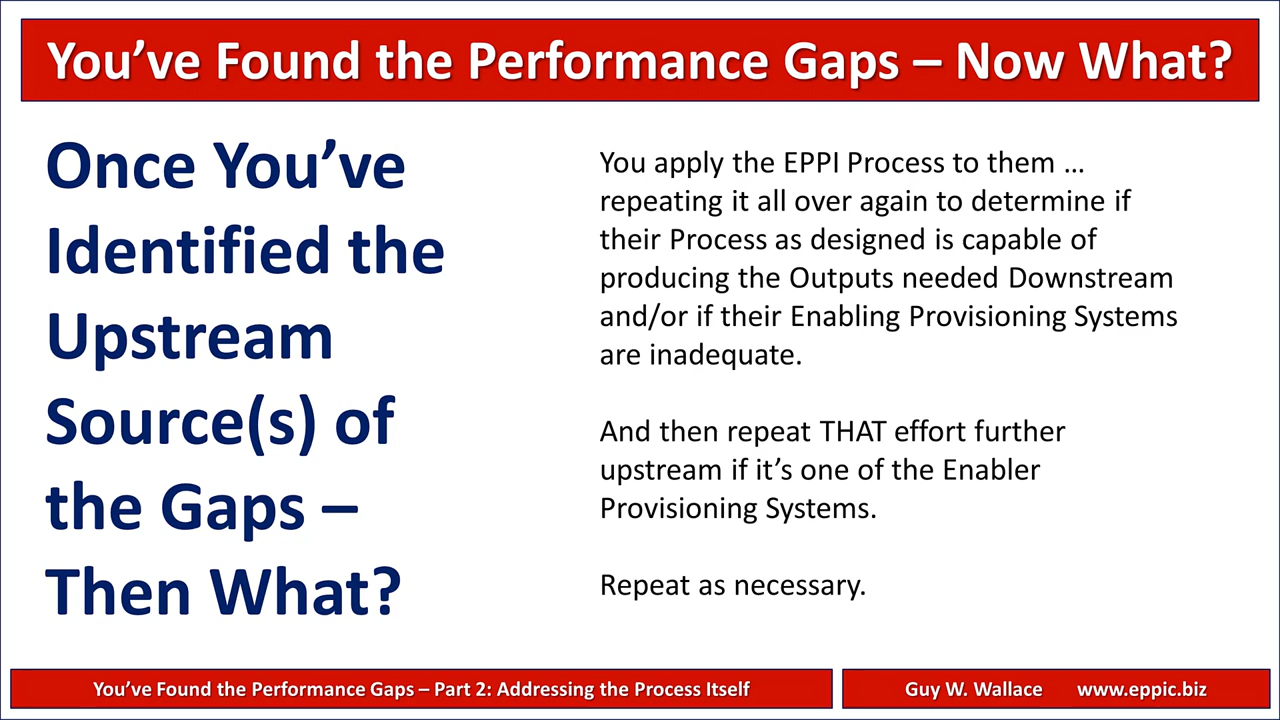 You’ve Found the Performance Gaps – Now What?
Once You’ve
Identified the
Upstream
Source(s) of
the Gaps –
Then What?
You apply the EPPI Process to them …
repeating it all over again to determine if
their Process as designed is capable of
producing the Outputs needed Downstream
and/or if their Enabling Provisioning Systems
are inadequate.
And then repeat THAT effort further
upstream if it’s one of the Enabler
Provisioning Systems.
Repeat as necessary.
You’ve Found the Performance Gaps – Part 2: Addressing the Process Itself
Guy W. Wallace www.eppic.biz